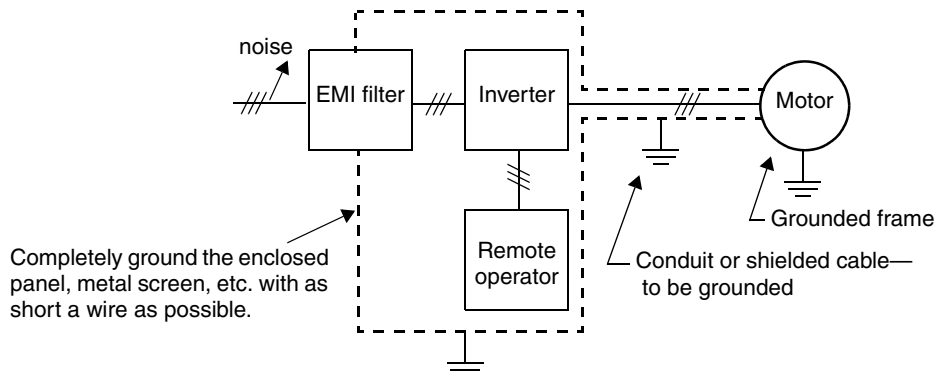 noise
EMI filter
Inverter
Motor
Grounded frame
Remote
operator
Completely ground the enclosed
panel, metal screen, etc. with as
short a wire as possible.
Conduit or shielded cable—
to be grounded